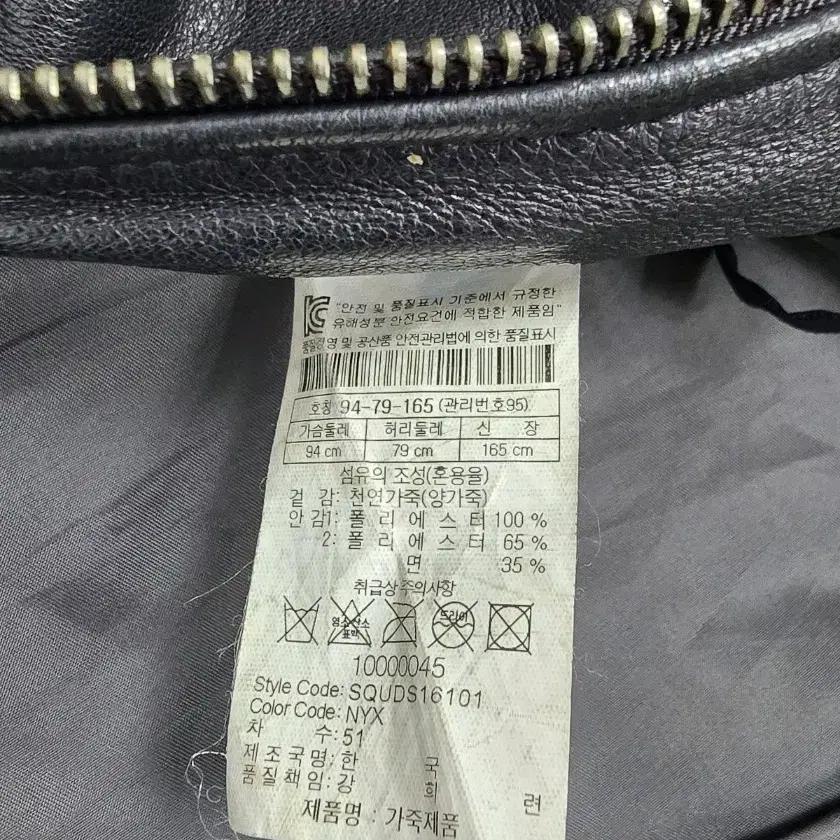 "안전 및 품질표시 기준에서 규정한
유해성분 안전요건에 적합한 제품임"
품질경영 및 공산품 안전관리법에 의한 품질표시
호칭 94-79-165 (관리번호95)
가슴둘레 허리둘레 신 장
94 cm 79 cm 165 cm
섬유의 조성(혼용율)
겉 감: 천연가죽(양가죽)
안 감1: 폴 리 에 스 터 100 %
2: 폴 리 에 스 터 65 %
면 35 %
취급상 주의사항
염소 산소 표백 드라이
10000045
Style Code: SQUDS16101
Color Code: NYX
차 수: 51
제 조 국 명: 한 국
품 질 책 임: 강 희 련
제품명 : 가죽제품